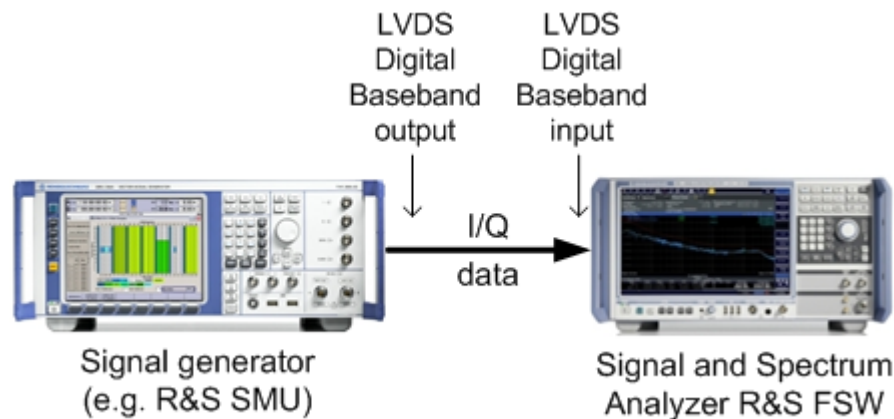 LVDS
Digital
Baseband
output
LVDS
Digital
Baseband
input
I/Q
data
Signal generator
(e.g. R&S SMU)
Signal and Spectrum
Analyzer R&S FSW